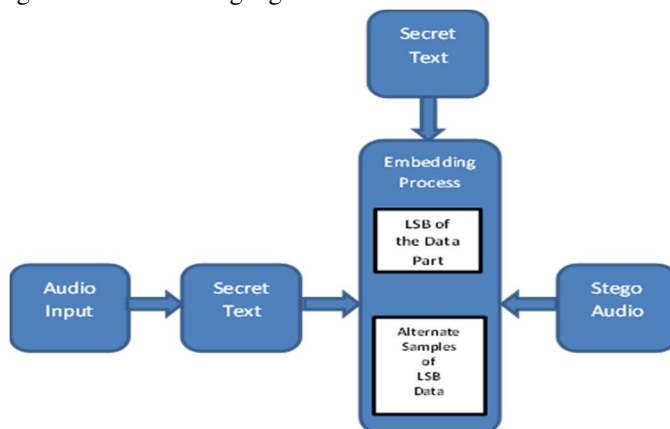 Secret
Text
Embedding
Process
LSB of
the Data
Part
Audio
Input
Secret
Text
Stego
Audio
Alternate
Samples
of
LSB
Data